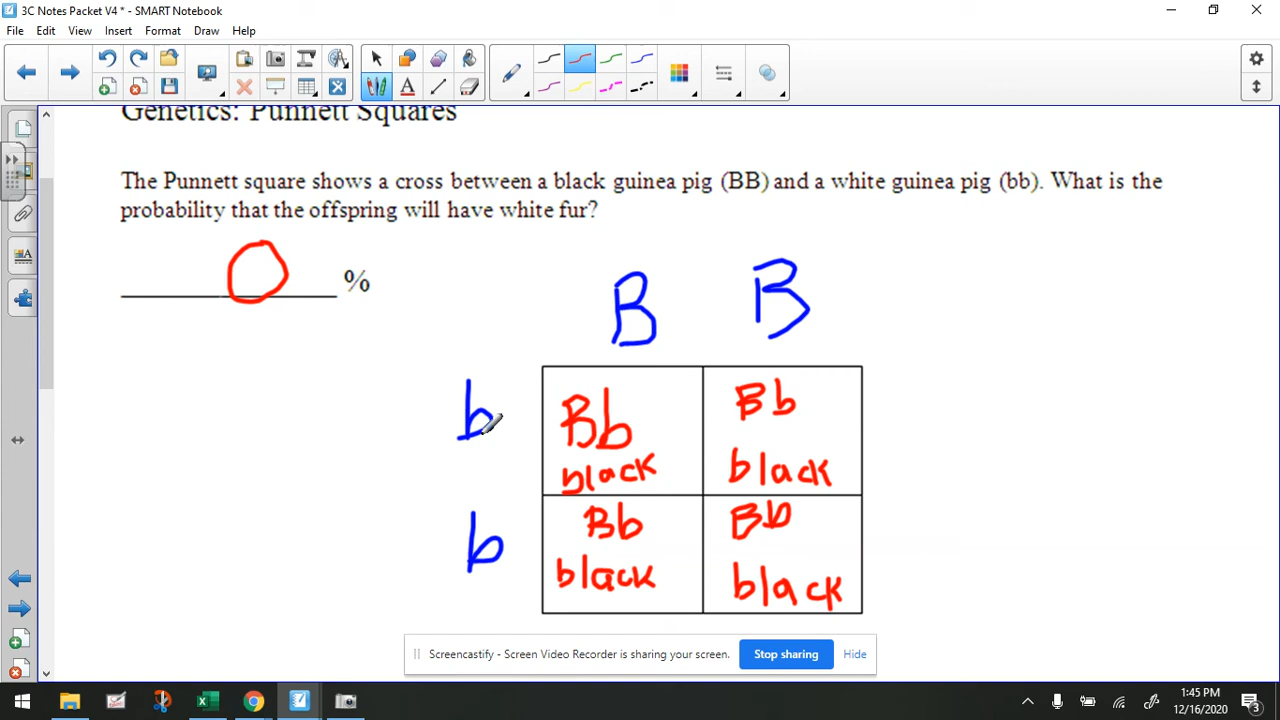 3C Notes Packet V4 * - SMART Notebook
File Edit View Insert Format Draw Help
Genetics: Punnett Squares
The Punnett square shows a cross between a black guinea pig (BB) and a white guinea pig (bb). What is the
probability that the offspring will have white fur?
0 %
B B
b Bb Bb
black black
b Bb Bb
black black
Screencastify - Screen Video Recorder is sharing your screen. Stop sharing Hide
1:45 PM
12/16/2020
3